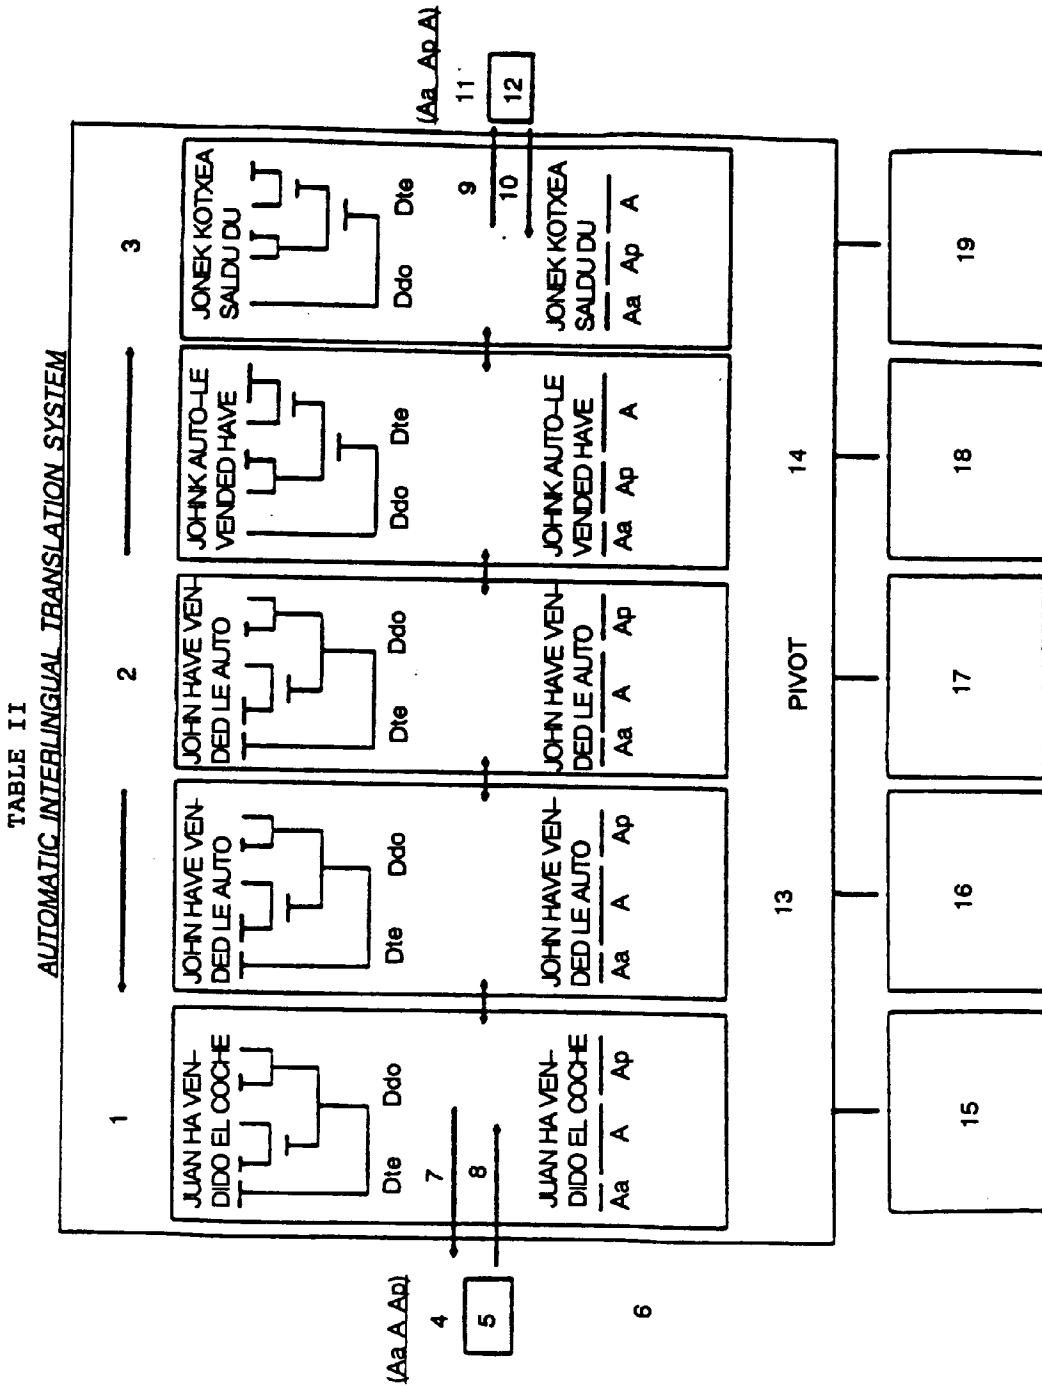 TABLE II
AUTOMATIC INTERLINGUAL TRANSLATION SYSTEM
1
2
3
JUAN HA VEN-
DIDO EL COCHE
Dte Ddo
JOHN HAVE VEN-
DED LE AUTO
Dte Ddo
JOHN HAVE VEN-
DED LE AUTO
Dte Ddo
JOHNK AUTO-LE
VENDED HAVE
Ddo Dte
JONEK KOTXEA
SALDU DU
Ddo Dte
(Aa A Ap)
4
5
6
7
8
9
10
(Aa Ap A)
11
12
JUAN HA VEN-
DIDO EL COCHE
Aa A Ap
JOHN HAVE VEN-
DED LE AUTO
Aa A Ap
JOHN HAVE VEN-
DED LE AUTO
Aa A Ap
JOHNK AUTO-LE
VENDED HAVE
Aa Ap A
JONEK KOTXEA
SALDU DU
Aa Ap A
13
PIVOT
14
15
16
17
18
19